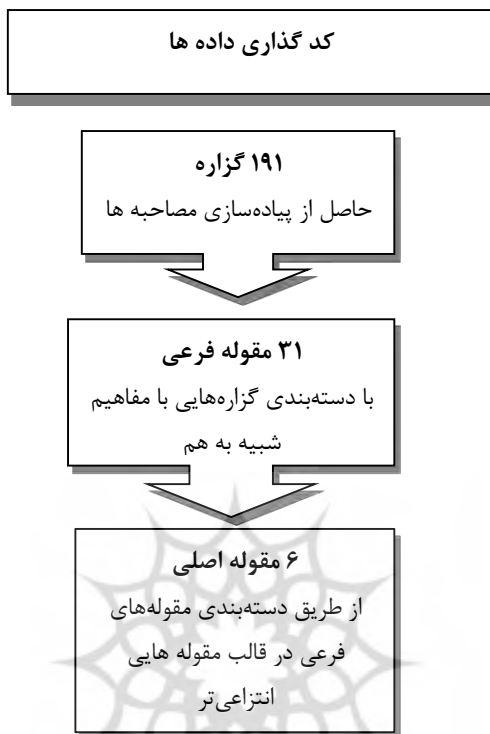 کد گذاری داده ها
۱۹۱ گزاره
حاصل از پیاده‌سازی مصاحبه ها
۳۱ مقوله فرعی
با دسته‌بندی گزاره‌هایی با مفاهیم
شبیه به هم
۶ مقوله اصلی
از طریق دسته‌بندی مقوله‌های
فرعی در قالب مقوله هایی
انتزاعی‌تر